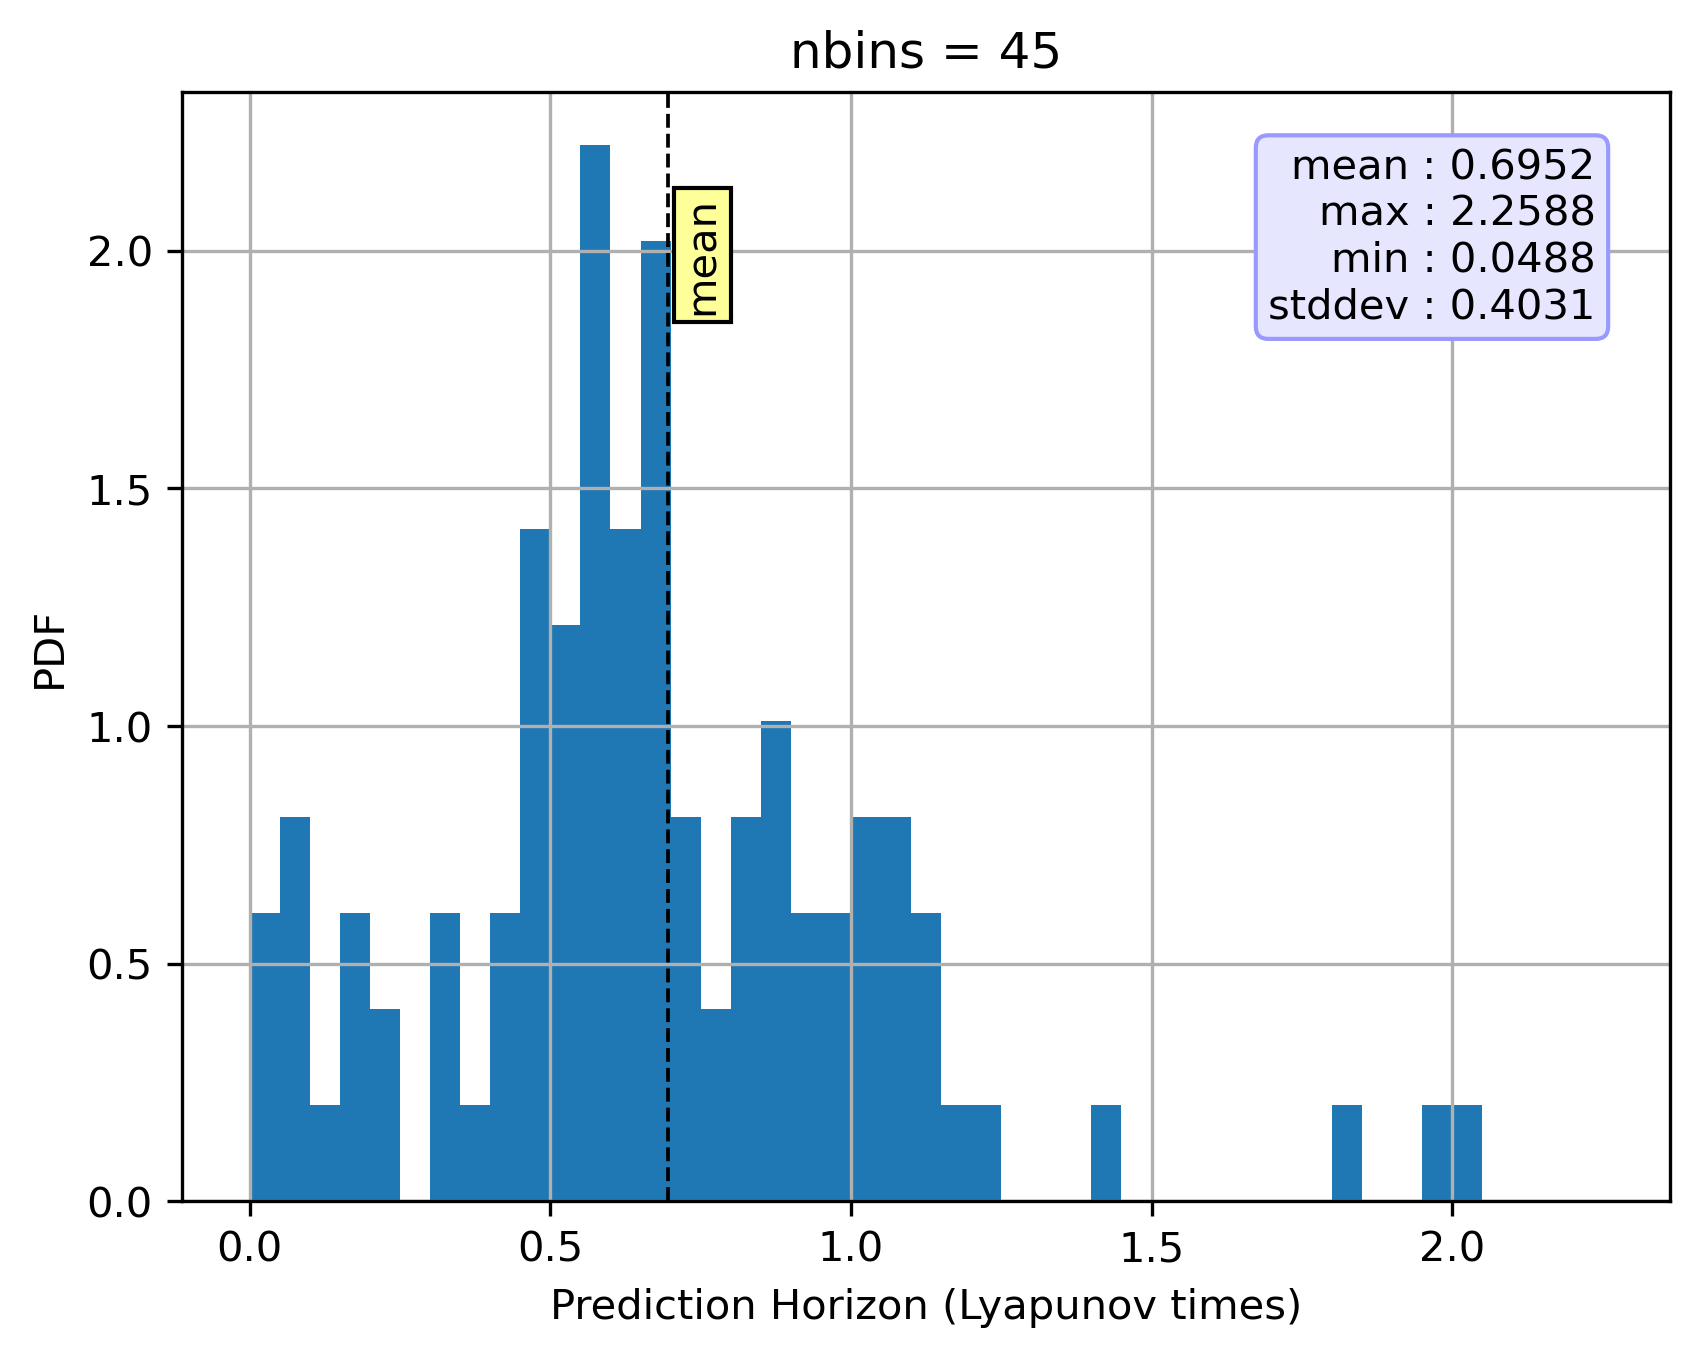 nbins = 45
mean : 0.6952
max : 2.2588
min : 0.0488
stddev : 0.4031
mean
PDF
2.0
1.5
1.0
0.5
0.0
0.0 0.5 1.0 1.5 2.0
Prediction Horizon (Lyapunov times)